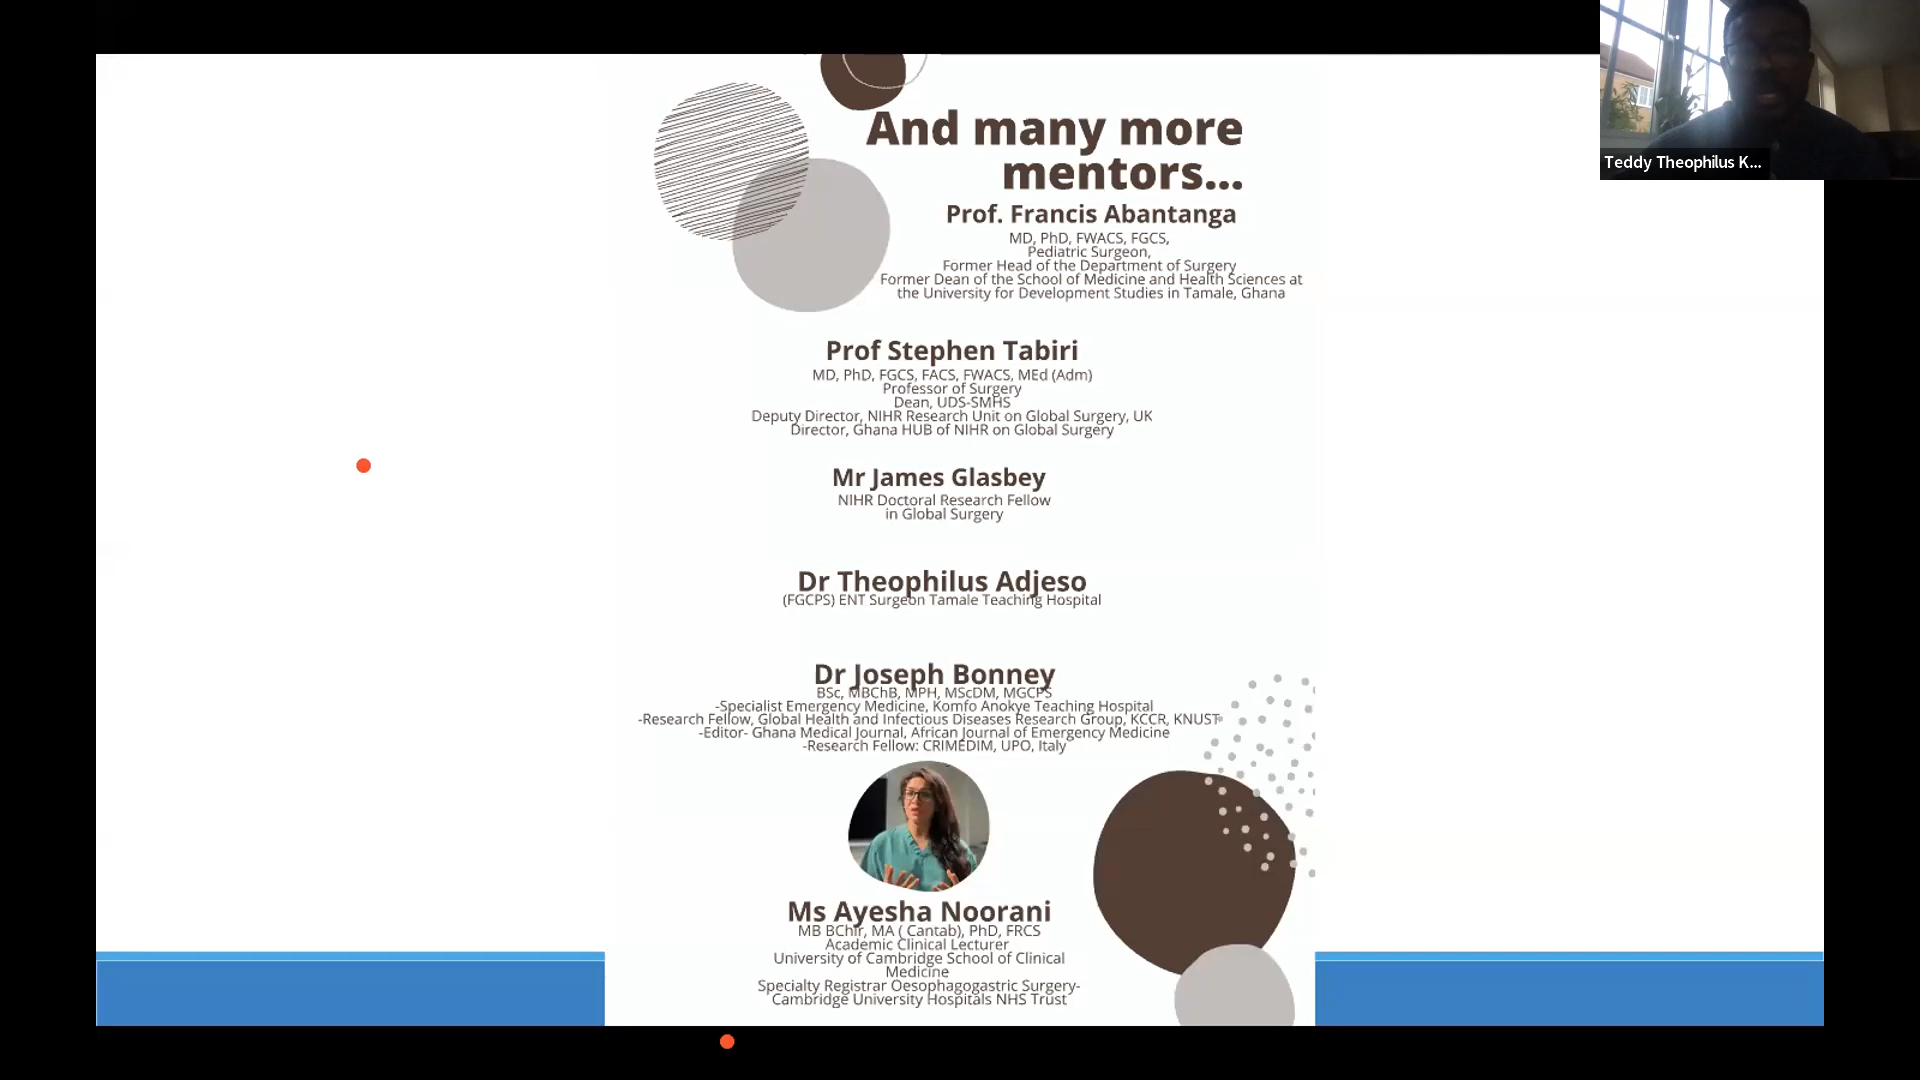 And many more
mentors...
Prof. Francis Abantanga
MD, PhD, FWACS, FGCS,
Pediatric Surgeon,
Former Head of the Department of Surgery
Former Dean of the School of Medicine and Health Sciences at
the University for Development Studies in Tamale, Ghana
Prof Stephen Tabiri
MD, PhD, FGCS, FACS, FWACS, MEd (Adm)
Professor of Surgery
Dean, UDS-SMHS
Deputy Director, NIHR Research Unit on Global Surgery, UK
Director, Ghana HUB of NIHR on Global Surgery
Mr James Glasbey
NIHR Doctoral Research Fellow
in Global Surgery
Dr Theophilus Adjeso
(FGCPS) ENT Surgeon Tamale Teaching Hospital
Dr Joseph Bonney
BSc, MBChB, MPH, MScDM, MGCPS
-Specialist Emergency Medicine, Komfo Anokye Teaching Hospital
-Research Fellow, Global Health and Infectious Diseases Research Group, KCCR, KNUST
-Editor- Ghana Medical Journal, African Journal of Emergency Medicine
-Research Fellow: CRIMEDIM, UPO, Italy
Ms Ayesha Noorani
MB BChir, MA ( Cantab), PhD, FRCS
Academic Clinical Lecturer
University of Cambridge School of Clinical
Medicine
Specialty Registrar Oesophagogastric Surgery-
Cambridge University Hospitals NHS Trust
Teddy Theophilus K...